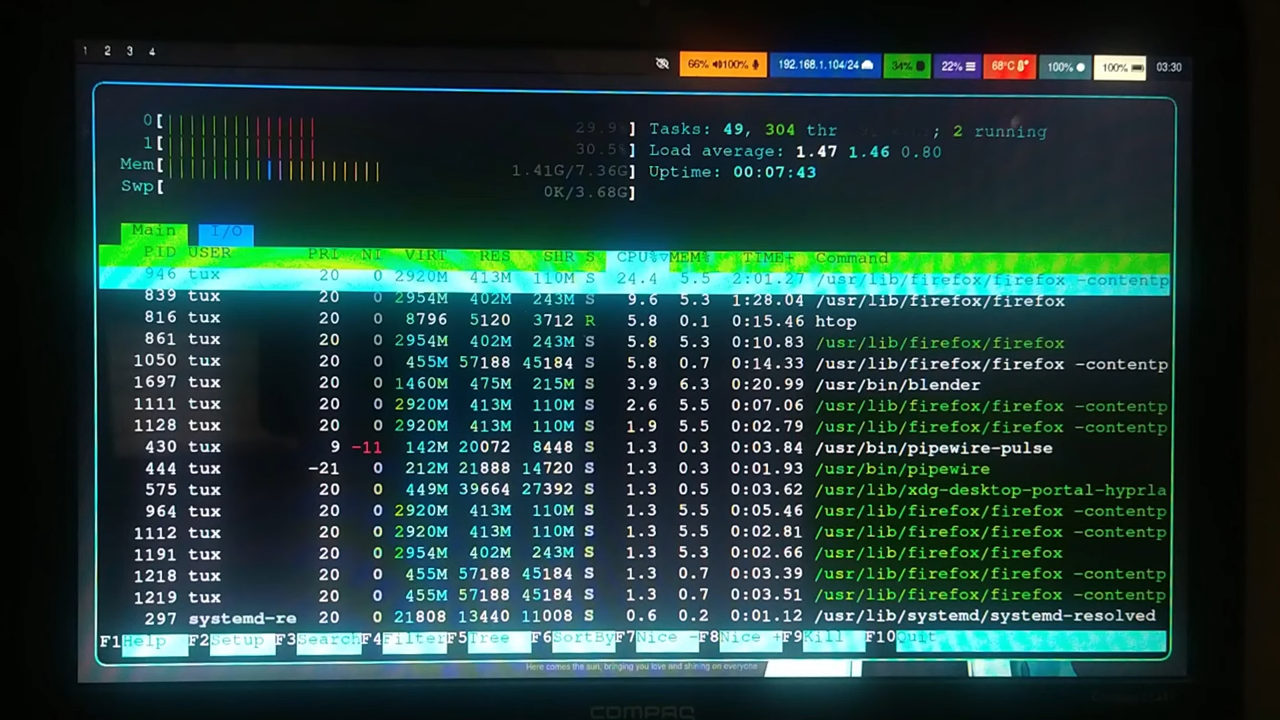 1 2 3 4
66% 100% 192.168.1.104/24 34% 22% 68°C 100% 100% 03:30
0[ 29.9%] Tasks: 49, 304 thr ; 2 running
1[ 30.5%] Load average: 1.47 1.46 0.80
Mem[ 1.41G/7.36G] Uptime: 00:07:43
Swp[ 0K/3.68G]
Main I/O
PID USER PRI NI VIRT RES SHR S CPU%▽MEM% TIME+ Command
946 tux 20 0 2920M 413M 110M S 24.4 5.5 2:01.27 /usr/lib/firefox/firefox -contentp
839 tux 20 0 2954M 402M 243M S 9.6 5.3 1:28.04 /usr/lib/firefox/firefox
816 tux 20 0 8796 5120 3712 R 5.8 0.1 0:15.46 htop
861 tux 20 0 2954M 402M 243M S 5.8 5.3 0:10.83 /usr/lib/firefox/firefox
1050 tux 20 0 455M 57188 45184 S 5.8 0.7 0:14.33 /usr/lib/firefox/firefox -contentp
1697 tux 20 0 1460M 475M 215M S 3.9 6.3 0:20.99 /usr/bin/blender
1111 tux 20 0 2920M 413M 110M S 2.6 5.5 0:07.06 /usr/lib/firefox/firefox -contentp
1128 tux 20 0 2920M 413M 110M S 1.9 5.5 0:02.79 /usr/lib/firefox/firefox -contentp
430 tux 9 -11 142M 20072 8448 S 1.3 0.3 0:03.84 /usr/bin/pipewire-pulse
444 tux -21 0 212M 21888 14720 S 1.3 0.3 0:01.93 /usr/bin/pipewire
575 tux 20 0 449M 39664 27392 S 1.3 0.5 0:03.62 /usr/lib/xdg-desktop-portal-hyprla
964 tux 20 0 2920M 413M 110M S 1.3 5.5 0:05.46 /usr/lib/firefox/firefox -contentp
1112 tux 20 0 2920M 413M 110M S 1.3 5.5 0:02.81 /usr/lib/firefox/firefox -contentp
1191 tux 20 0 2954M 402M 243M S 1.3 5.3 0:02.66 /usr/lib/firefox/firefox
1218 tux 20 0 455M 57188 45184 S 1.3 0.7 0:03.39 /usr/lib/firefox/firefox -contentp
1219 tux 20 0 455M 57188 45184 S 1.3 0.7 0:03.51 /usr/lib/firefox/firefox -contentp
297 systemd-re 20 0 21808 13440 11008 S 0.6 0.2 0:01.12 /usr/lib/systemd/systemd-resolved
F1Help F2Setup F3SearchF4FilterF5Tree F6SortByF7Nice -F8Nice +F9Kill F10Quit
Here comes the sun, bringing you love and shining on everyone
COMPAQ